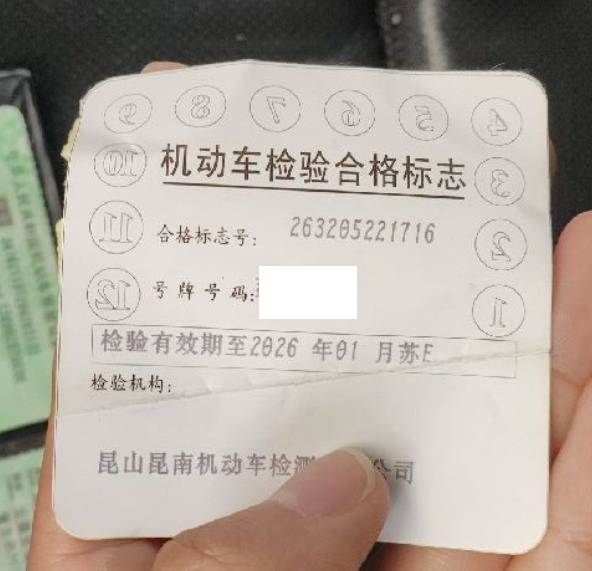 9 8 7 6 5 4
机动车检验合格标志
10 3
合格标志号: 263205221716
11 2
号牌号码:
12 1
检验有效期至2026 年01 月苏E
检验机构:
昆山昆南机动车检测 公司